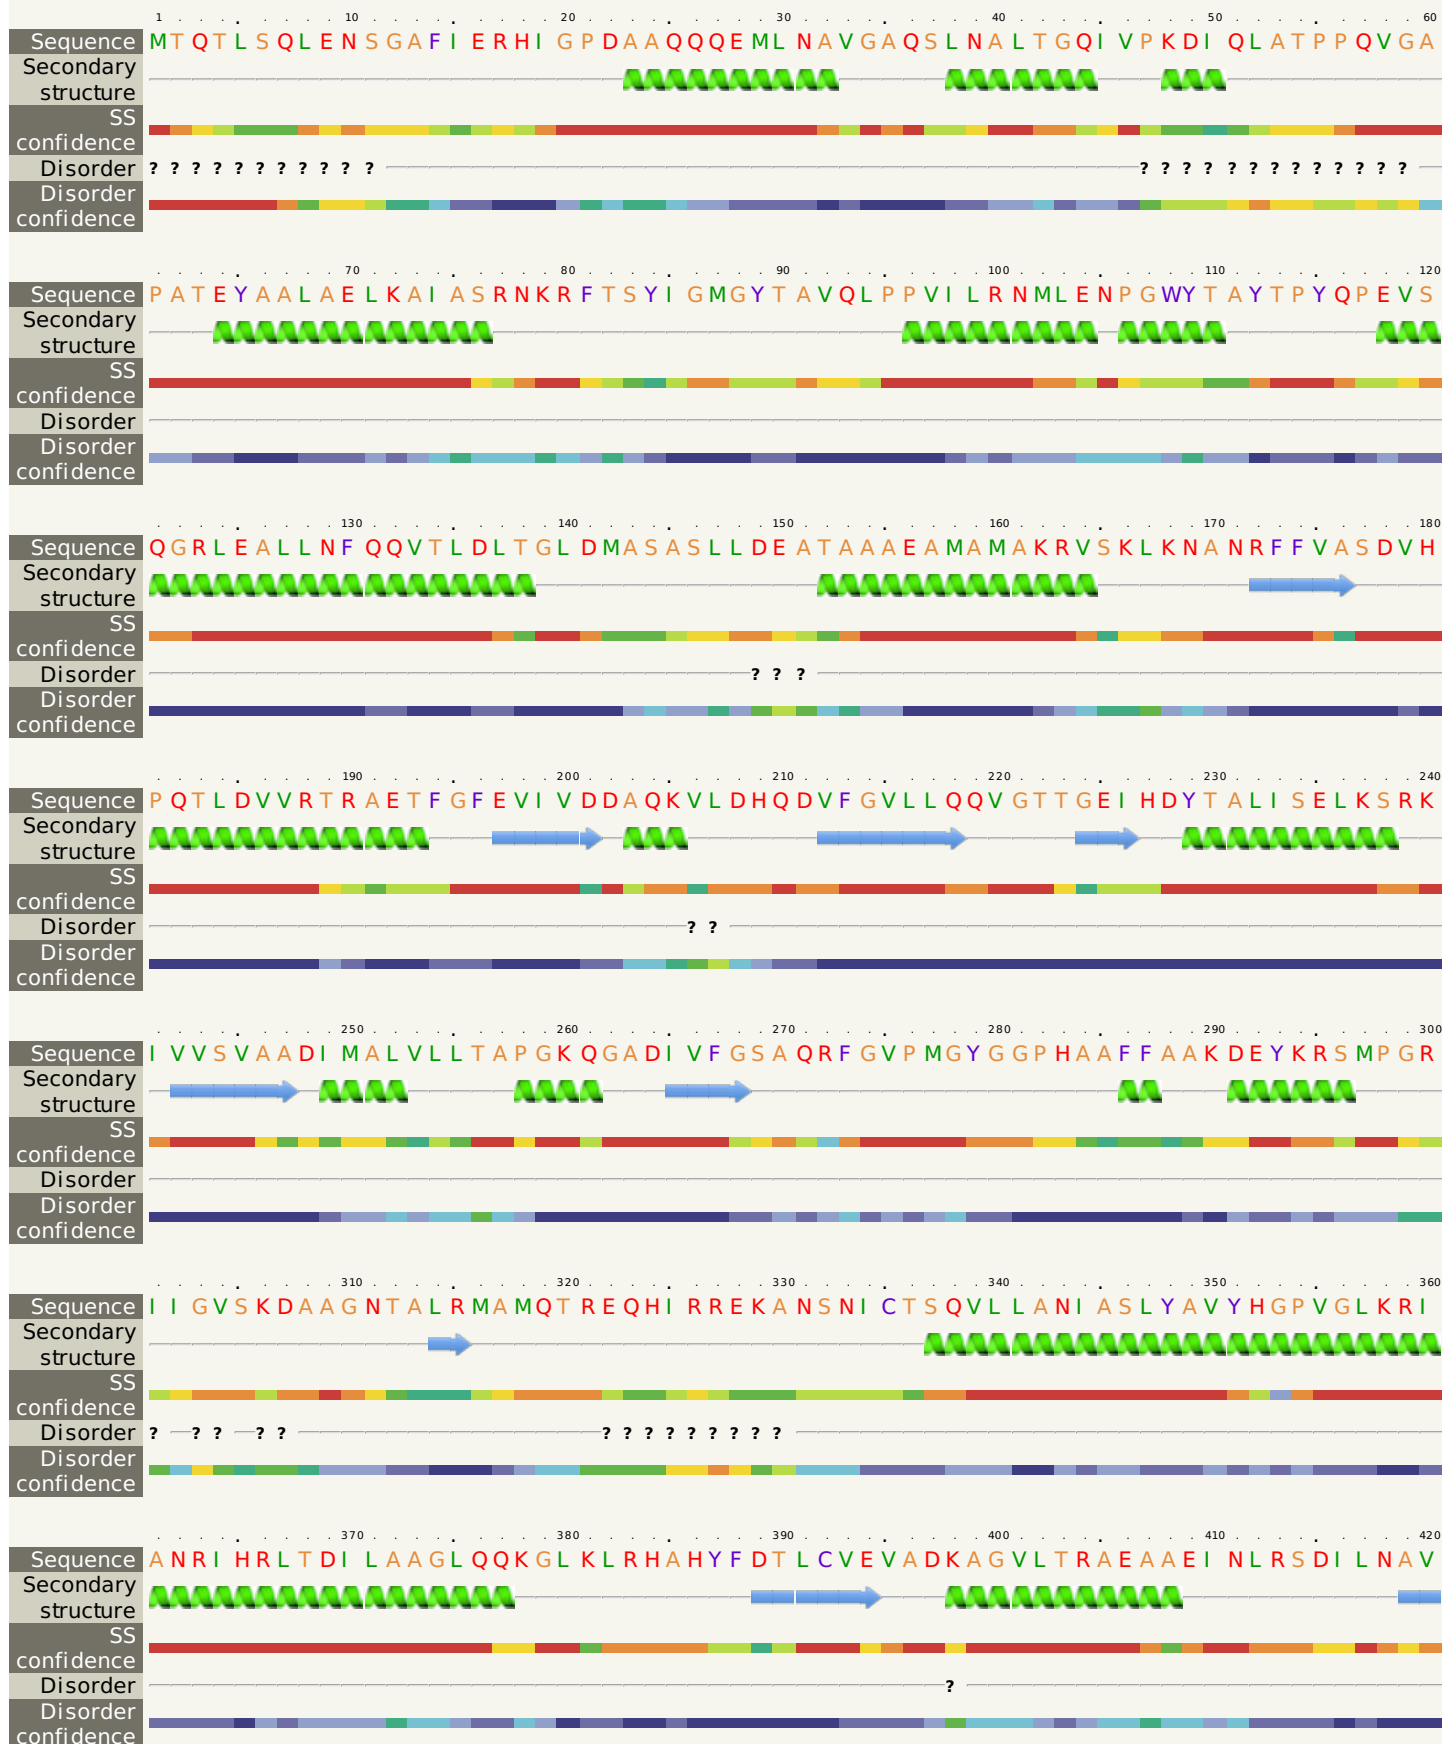 1 10 20 30 40 50 60
Sequence MTQTLSQLENSGAFIERHIGPDAAQQQEMLNAVGAQSLNALTGQIVPKDIQLATPPQVGA
Secondary
structure
SS
confidence
Disorder ? ? ? ? ? ? ? ? ? ? ? ? ? ? ? ? ? ? ? ? ? ? ? ?
Disorder
confidence
70 80 90 100 110 120
Sequence PATEYAALAELKAIASRNKRFTSYIGMGYTAVQLPPVILRNMLENPGWYTAYTPYQPEVS
Secondary
structure
SS
confidence
Disorder
Disorder
confidence
130 140 150 160 170 180
Sequence QGRLEALLNFQQVTLDLTGLDMASASLLDEATAAAEAMAMAKRVSKLKNANRFFVASDVH
Secondary
structure
SS
confidence
Disorder ? ? ?
Disorder
confidence
190 200 210 220 230 240
Sequence PQTLDVVRTRAETFGFEVIVDDAQKVLDHQDVFGVLLQQVGTTGEIHDYTALISELKSRK
Secondary
structure
SS
confidence
Disorder ? ?
Disorder
confidence
250 260 270 280 290 300
Sequence IVVSVAADIMALVLLTAPGKQGADIVFGSAQRFGVPMGYGGPHAAFFAAKDEYKRSMPGR
Secondary
structure
SS
confidence
Disorder
Disorder
confidence
310 320 330 340 350 360
Sequence IIGVSKDAAGNTALRMAMQTREQHIRREKANSNICTSQVLLANIASLYAVYHGPVGLKRI
Secondary
structure
SS
confidence
Disorder ? ? ? ? ? ? ? ? ? ? ? ? ? ?
Disorder
confidence
370 380 390 400 410 420
Sequence ANRIHRLTDILAAGLQQKGLKLRHAHYFDTLCVEVADKAGVLTRAEAAEINLRSDILNAV
Secondary
structure
SS
confidence
Disorder ?
Disorder
confidence